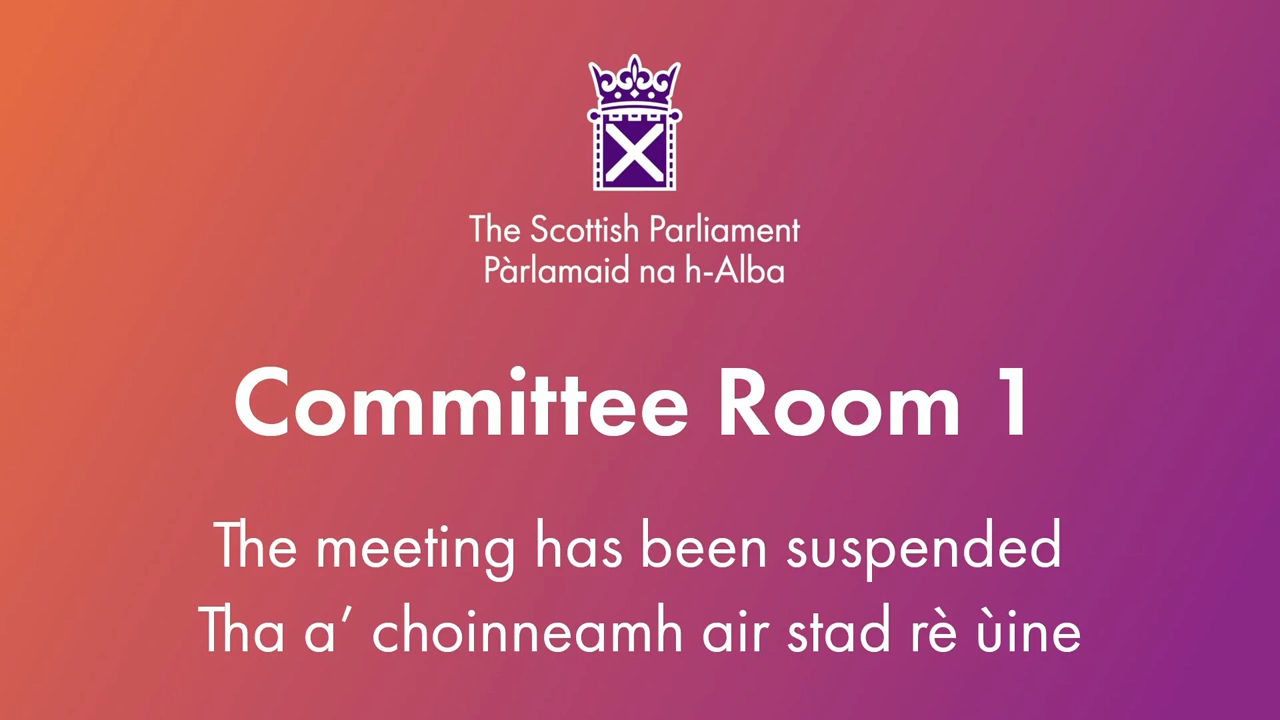 The Scottish Parliament
Pàrlamaid na h-Alba
Committee Room 1
The meeting has been suspended
Tha a’ choinneamh air stad rè ùine